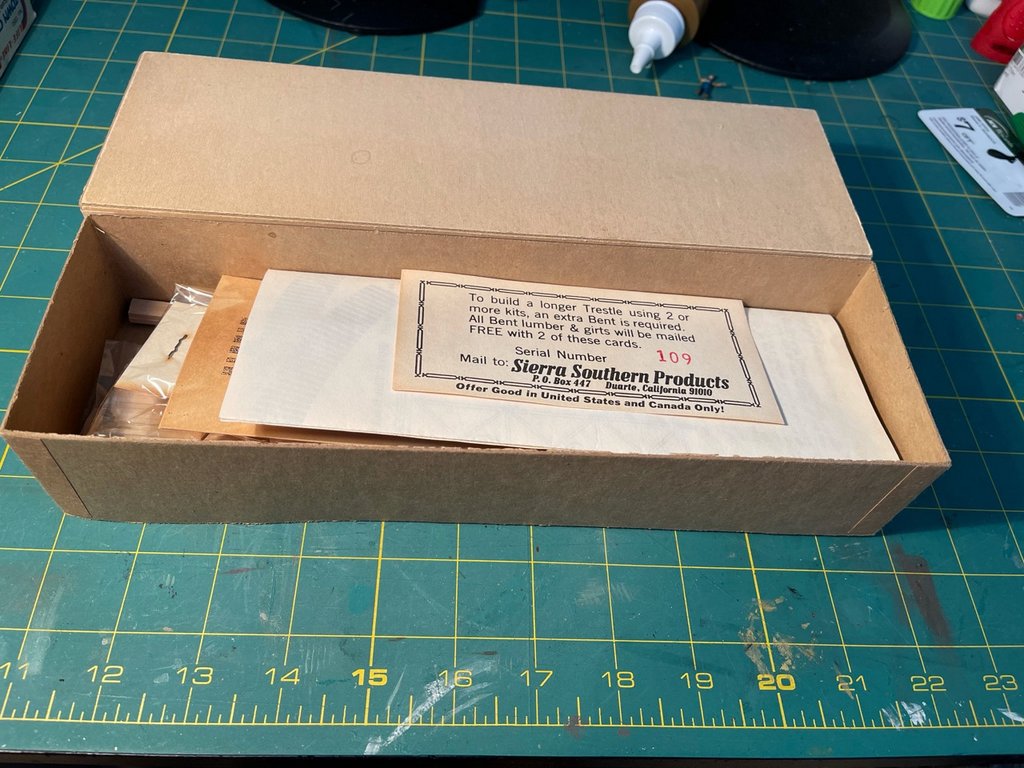 To build a longer Trestle using 2 or
more kits, an extra Bent is required.
All Bent lumber & girts will be mailed
FREE with 2 of these cards.
Serial Number 109
Mail to: Sierra Southern Products
P.O. Box 447 Duarte, California 91010
Offer Good in United States and Canada Only!
$7
OFF
11 12 13 14 15 16 17 18 19 20 21 22 23